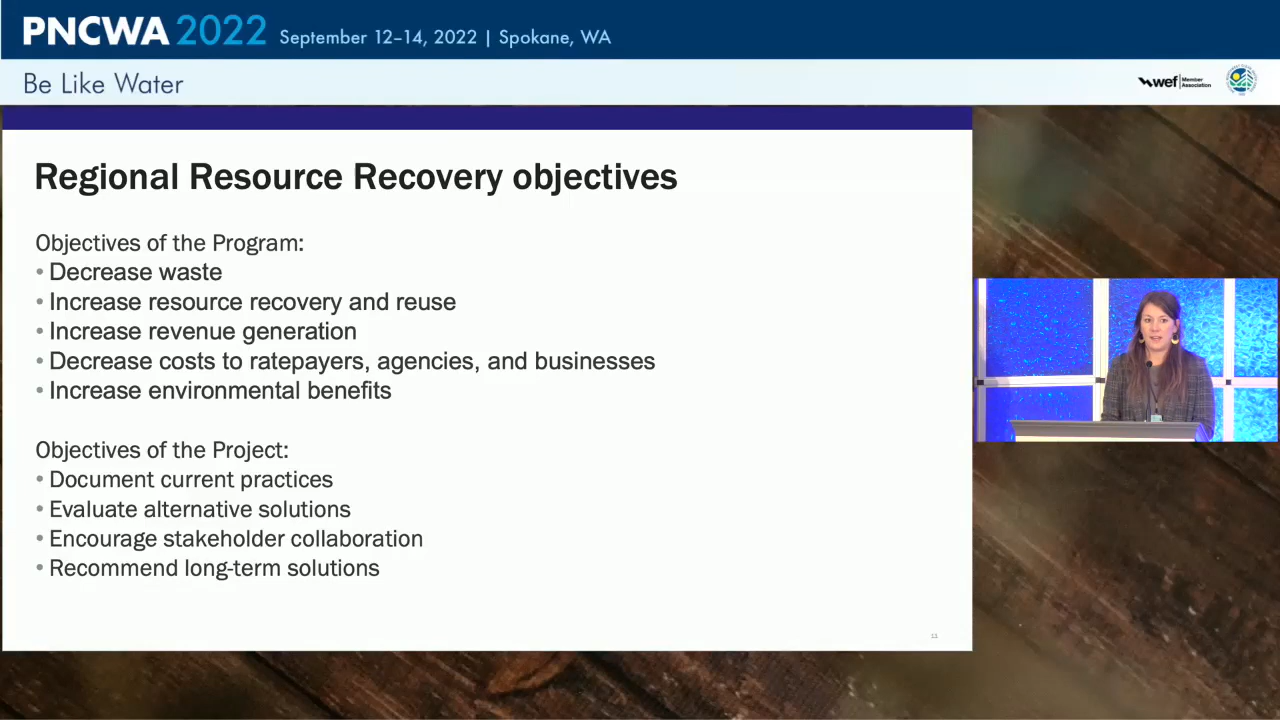 PNCWA 2022 September 12–14, 2022 | Spokane, WA
Be Like Water
wef Member Association
Regional Resource Recovery objectives
Objectives of the Program:
• Decrease waste
• Increase resource recovery and reuse
• Increase revenue generation
• Decrease costs to ratepayers, agencies, and businesses
• Increase environmental benefits
Objectives of the Project:
• Document current practices
• Evaluate alternative solutions
• Encourage stakeholder collaboration
• Recommend long-term solutions
11